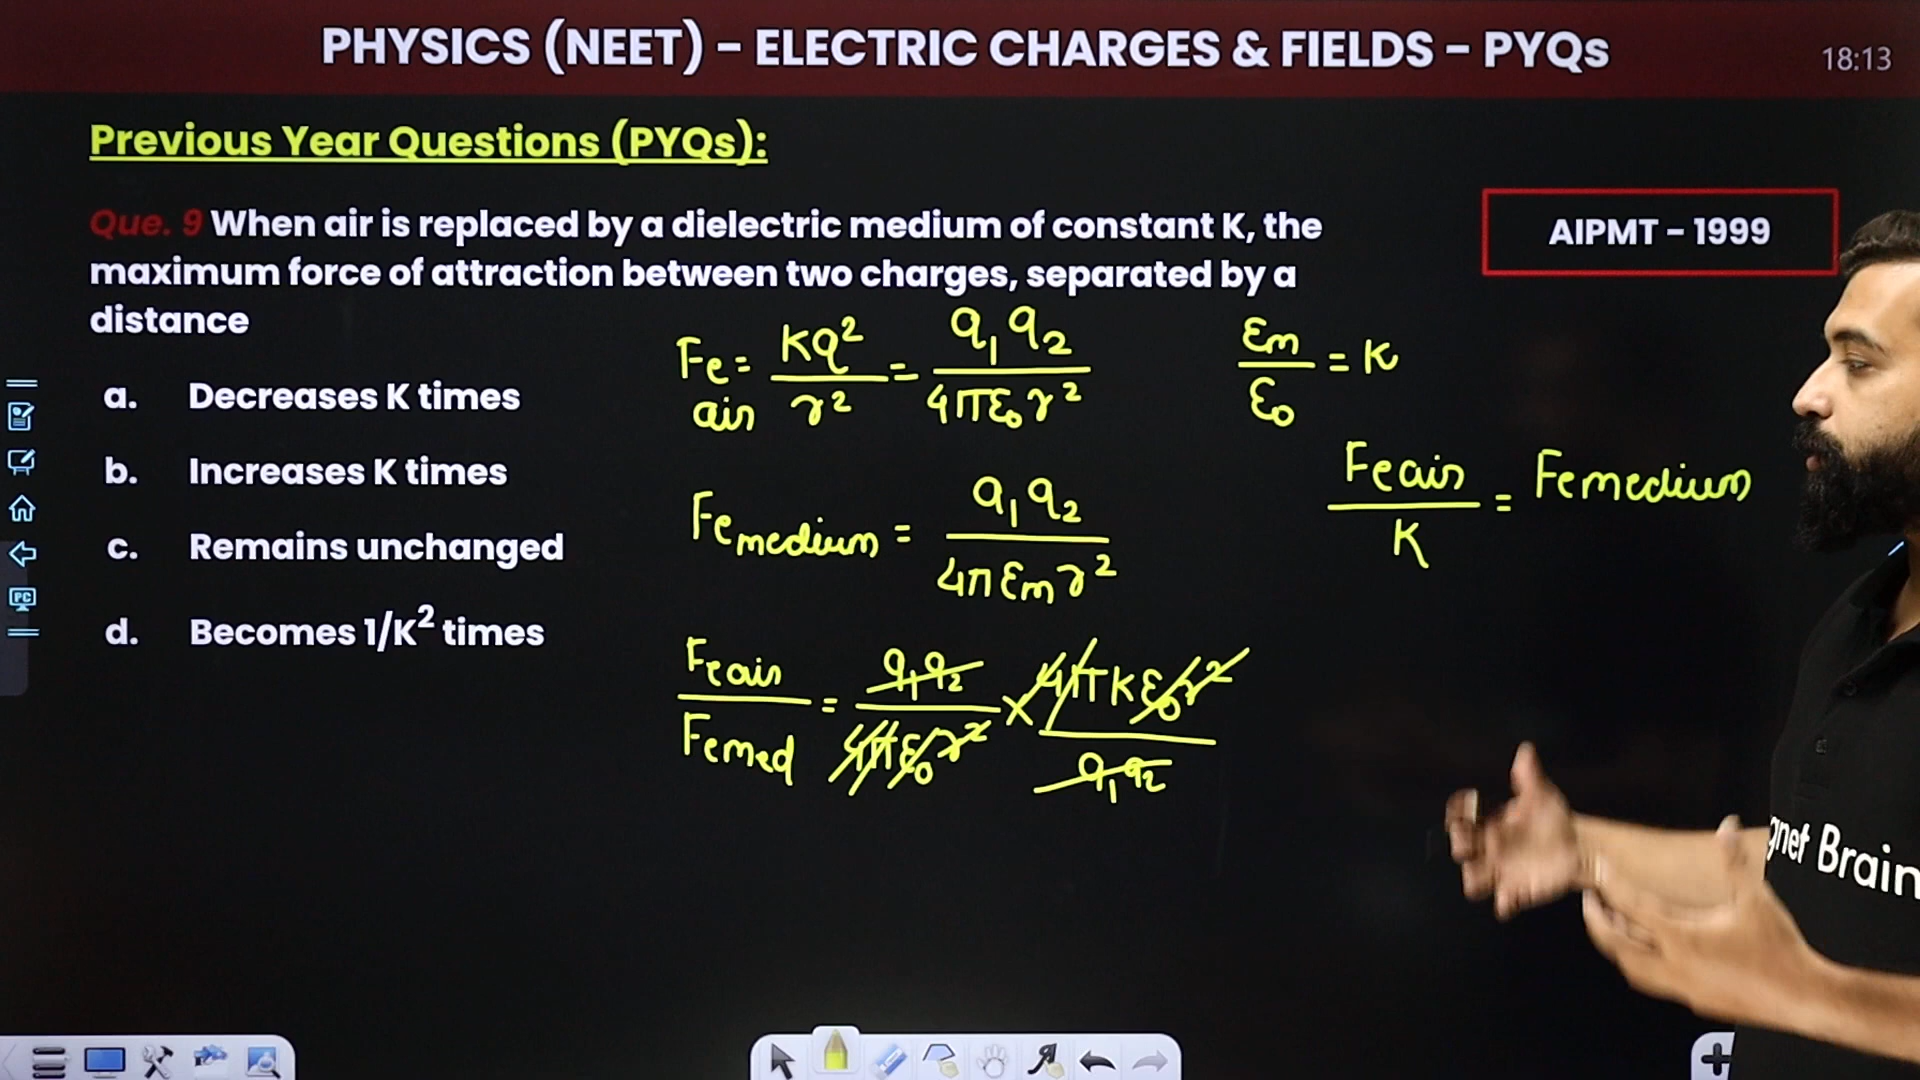 PHYSICS (NEET) – ELECTRIC CHARGES & FIELDS – PYQs
18:13
Previous Year Questions (PYQs):
Que. 9 When air is replaced by a dielectric medium of constant K, the
maximum force of attraction between two charges, separated by a
distance
AIPMT – 1999
a. Decreases K times
b. Increases K times
c. Remains unchanged
d. Becomes 1/K² times
Fe air = Kq²/r² = q₁q₂/4πε₀r²
εm/ε₀ = K
Fe medium = q₁q₂/4πεmr²
Fe air/K = Fe medium
Fe air/Fe med = q₁q₂/4πε₀r² × 4πKε₀r²/q₁q₂
PC
gnet Brain